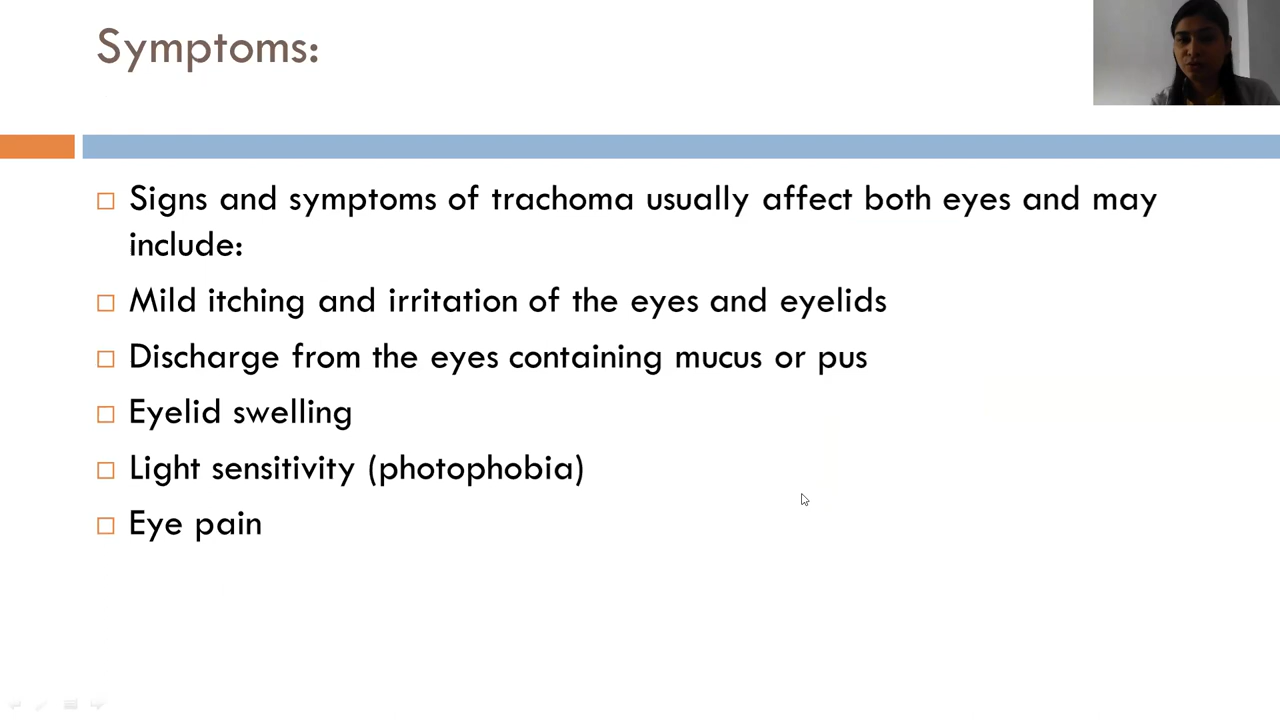 Symptoms:
Signs and symptoms of trachoma usually affect both eyes and may
include:
Mild itching and irritation of the eyes and eyelids
Discharge from the eyes containing mucus or pus
Eyelid swelling
Light sensitivity (photophobia)
Eye pain